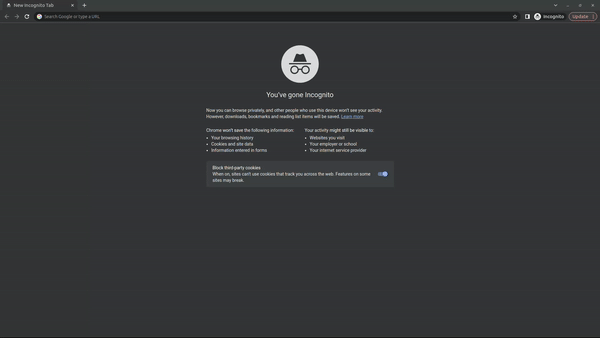 New Incognito Tab
Search Google or type a URL
Incognito
Update
You've gone Incognito
Now you can browse privately, and other people who use this device won't see your activity.
However, downloads, bookmarks and reading list items will be saved. Learn more
Chrome won't save the following information:
• Your browsing history
• Cookies and site data
• Information entered in forms
Your activity might still be visible to:
• Websites you visit
• Your employer or school
• Your internet service provider
Block third-party cookies
When on, sites can't use cookies that track you across the web. Features on some
sites may break.